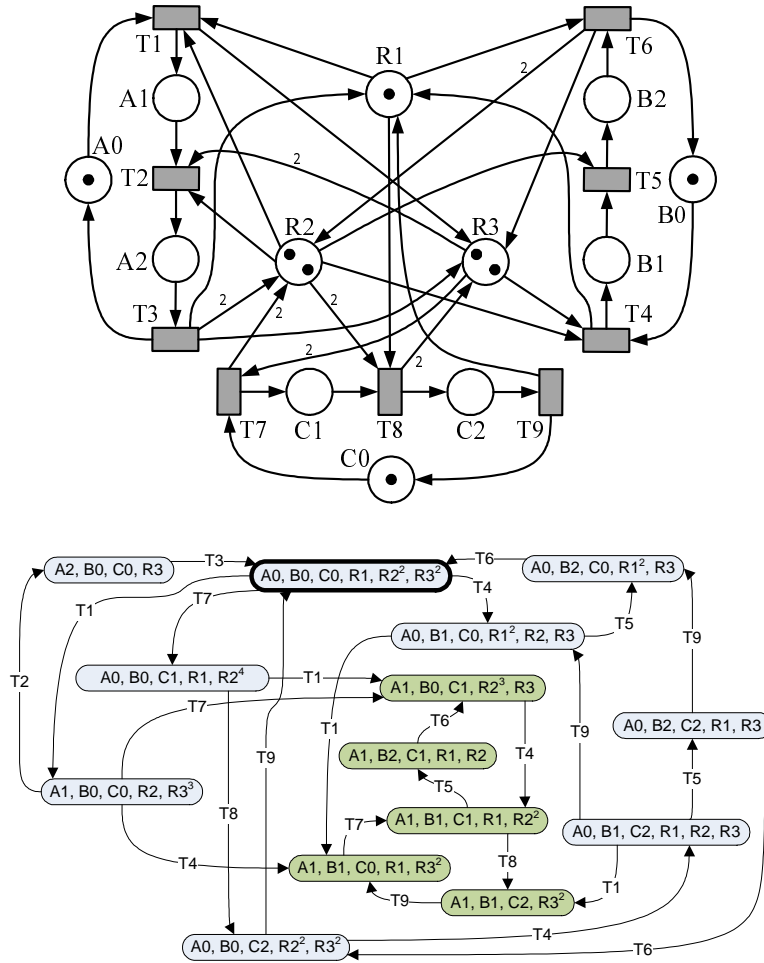 T1
T6
2
R1
A1
B2
A0
2
T2
T5
B0
R2
R3
A2
B1
T3
2
2
2
T4
2
2
T7
C1
T8
C2
T9
C0
A2, B0, C0, R3
T3
A0, B0, C0, R1, R2², R3²
T6
A0, B2, C0, R1², R3
T1
T7
T4
A0, B1, C0, R1², R2, R3
T5
T9
A0, B0, C1, R1, R2⁴
T1
A1, B0, C1, R2³, R3
T2
T7
T6
T1
T9
A0, B2, C2, R1, R3
A1, B2, C1, R1, R2
T4
T9
T5
T5
A1, B0, C0, R2, R3³
T8
T7
A1, B1, C1, R1, R2²
A0, B1, C2, R1, R2, R3
T4
A1, B1, C0, R1, R3²
T8
T1
T9
A1, B1, C2, R3²
A0, B0, C2, R2², R3²
T4
T6